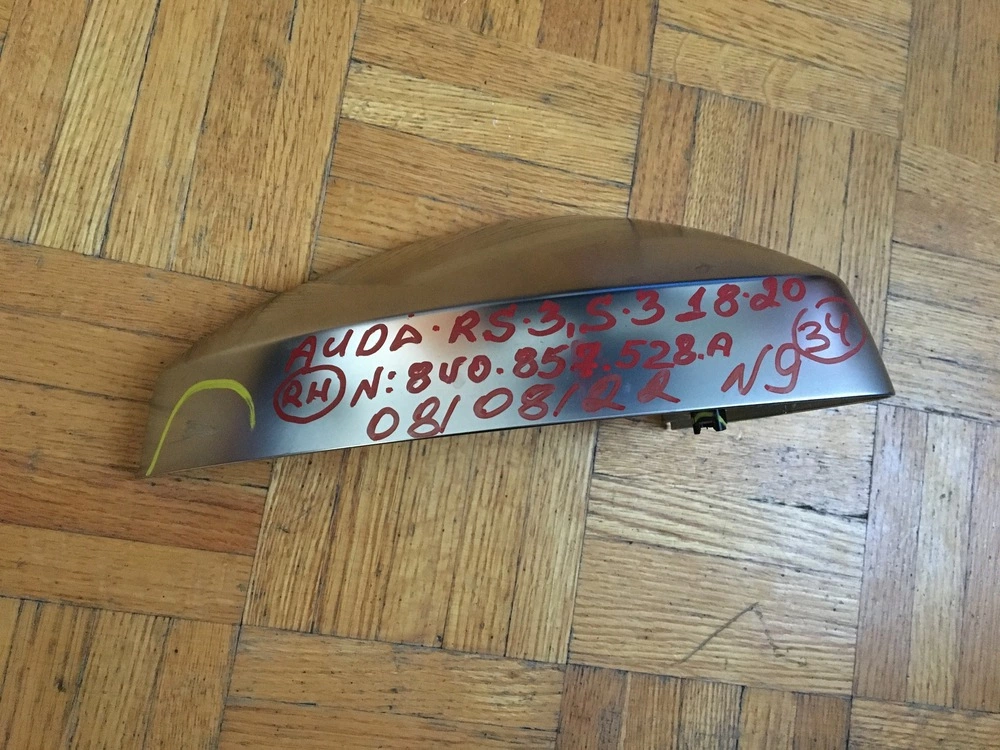 AUDA·RS·3, S·3 18·20
RH N: 8V0·857·528·A N9 34
08/08/22